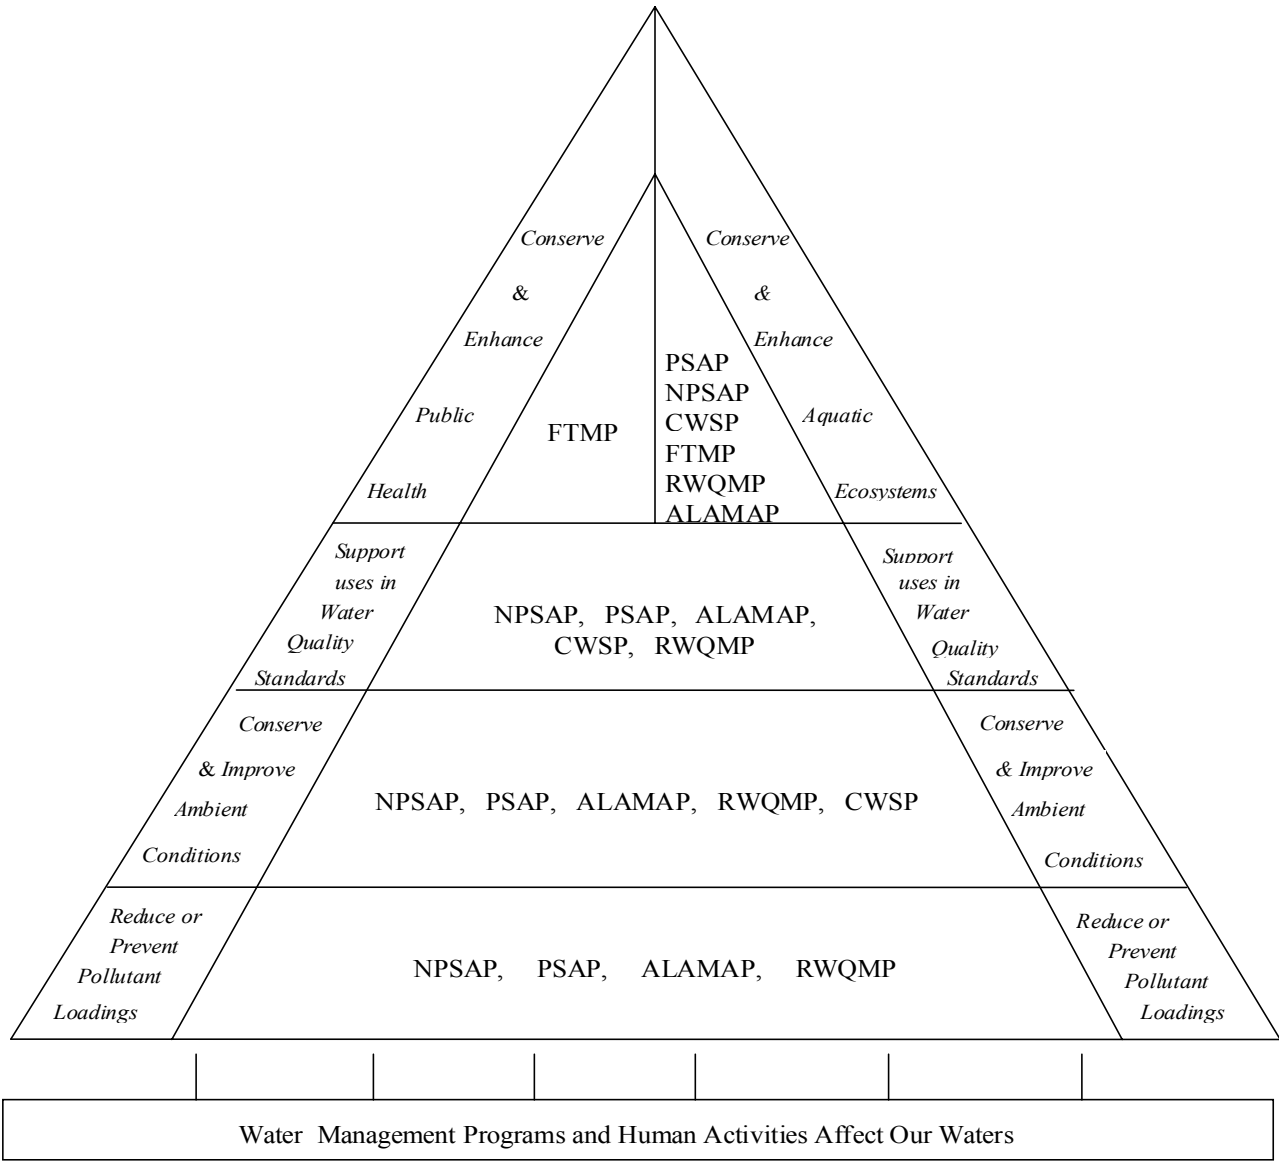 Conserve
&
Enhance
Public
Health
Conserve
&
Enhance
Aquatic
Ecosystems
FTMP
PSAP
NPSAP
CWSP
FTMP
RWQMP
ALAMAP
Support
uses in
Water
Quality
Standards
NPSAP, PSAP, ALAMAP,
CWSP, RWQMP
Support
uses in
Water
Quality
Standards
Conserve
& Improve
Ambient
Conditions
NPSAP, PSAP, ALAMAP, RWQMP, CWSP
Conserve
& Improve
Ambient
Conditions
Reduce or
Prevent
Pollutant
Loadings
NPSAP, PSAP, ALAMAP, RWQMP
Reduce or
Prevent
Pollutant
Loadings
Water Management Programs and Human Activities Affect Our Waters